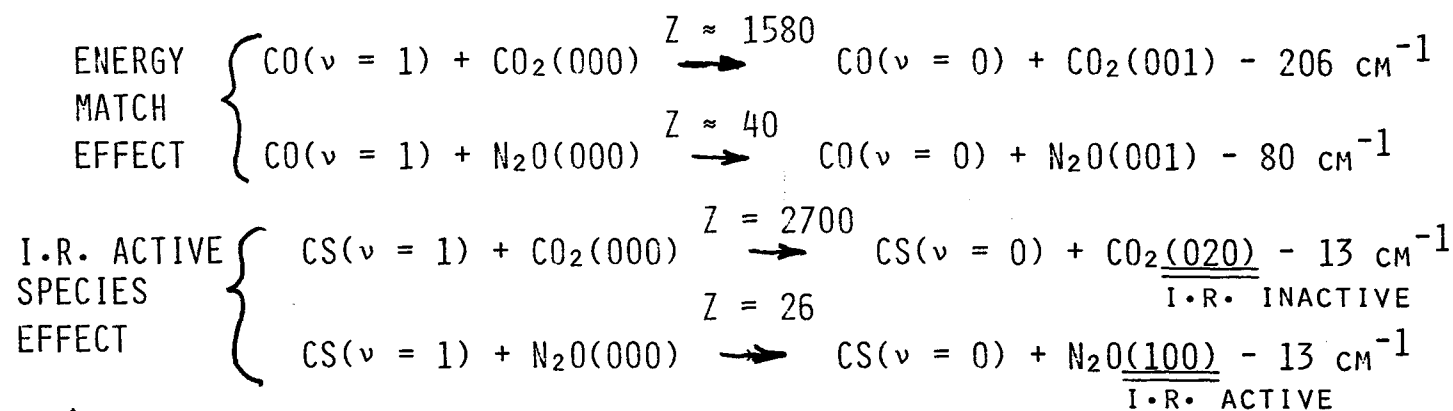 Z ≈ 1580
ENERGY CO(ν = 1) + CO₂(000) → CO(ν = 0) + CO₂(001) - 206 CM⁻¹
MATCH
Z ≈ 40
EFFECT CO(ν = 1) + N₂O(000) → CO(ν = 0) + N₂O(001) - 80 CM⁻¹
Z = 2700
I.R. ACTIVE CS(ν = 1) + CO₂(000) → CS(ν = 0) + CO₂(020) - 13 CM⁻¹
SPECIES I.R. INACTIVE
Z = 26
EFFECT CS(ν = 1) + N₂O(000) → CS(ν = 0) + N₂O(100) - 13 CM⁻¹
I.R. ACTIVE